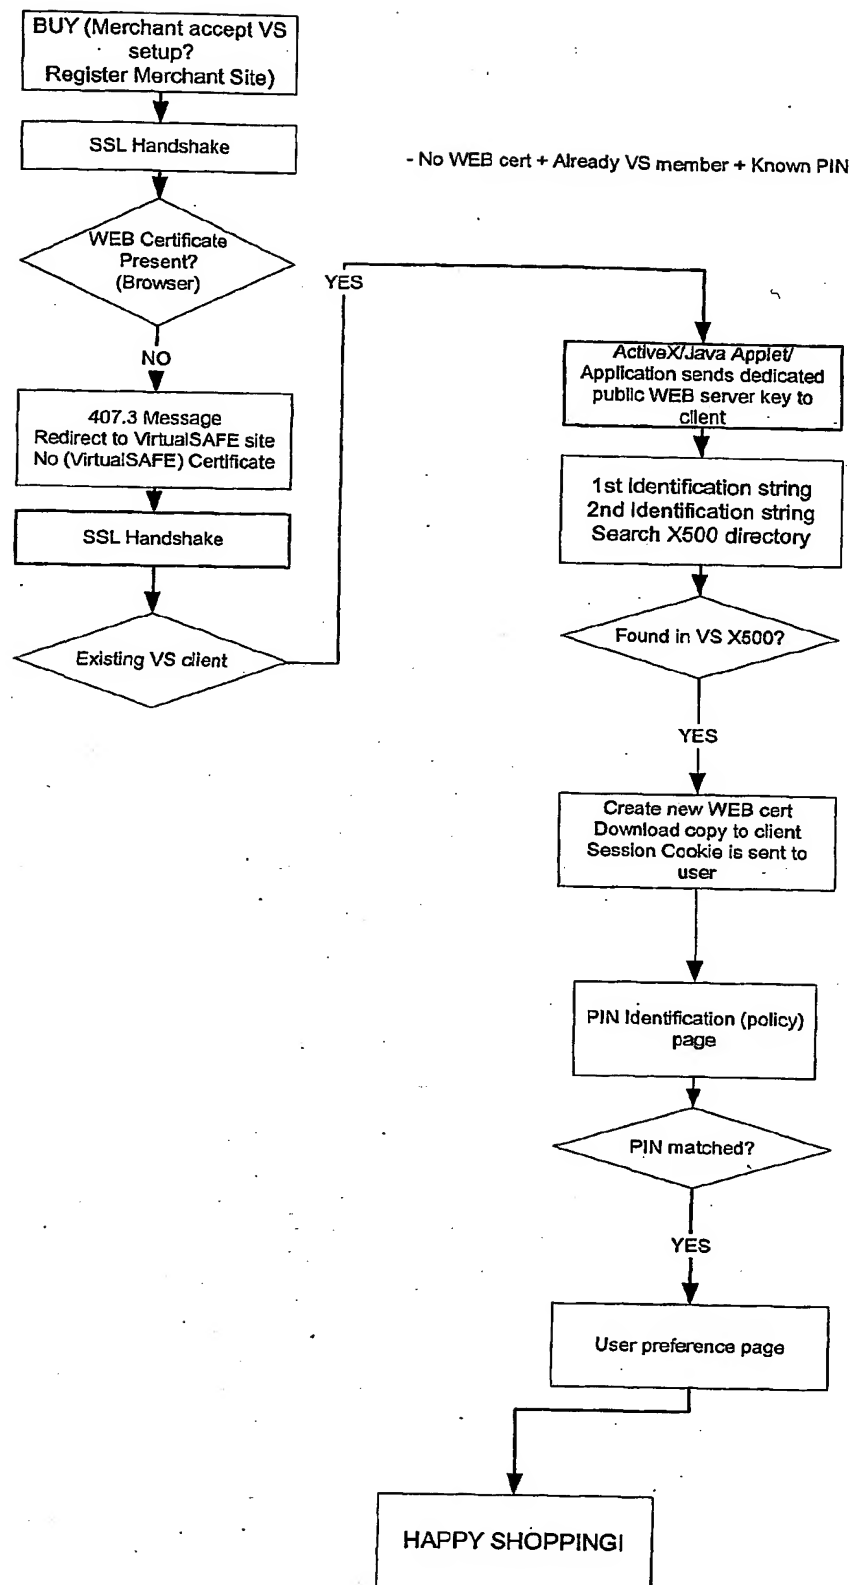 BUY (Merchant accept VS
setup?
Register Merchant Site)
SSL Handshake
- No WEB cert + Already VS member + Known PIN
WEB Certificate
Present?
(Browser)
YES
NO
407.3 Message
Redirect to VirtualSAFE site
No (VirtualSAFE) Certificate
SSL Handshake
Existing VS client
ActiveX/Java Applet/
Application sends dedicated
public WEB server key to
client
1st Identification string
2nd Identification string
Search X500 directory
Found in VS X500?
YES
Create new WEB cert
Download copy to client
Session Cookie is sent to
user
PIN Identification (policy)
page
PIN matched?
YES
User preference page
HAPPY SHOPPING!